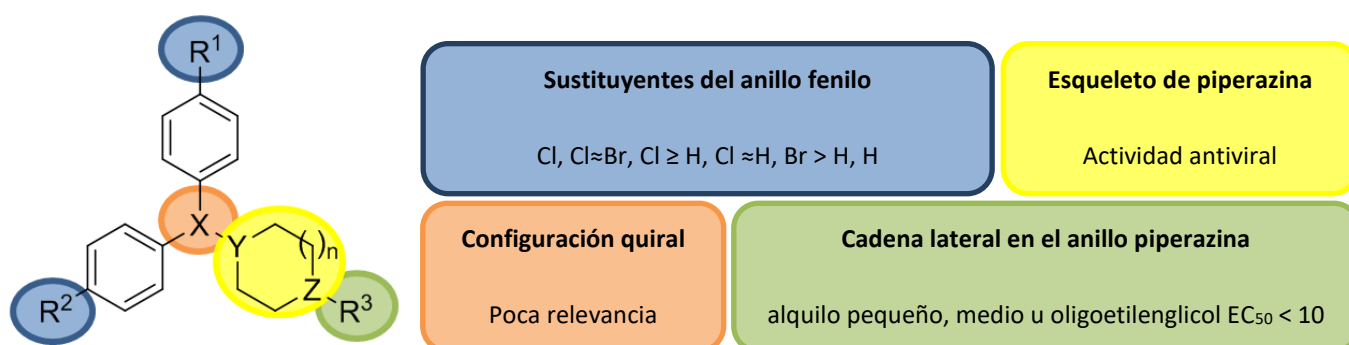 R¹
X
Y
( )n
Z
R²
R³
Sustituyentes del anillo fenilo
Cl, Cl≈Br, Cl ≥ H, Cl ≈H, Br > H, H
Esqueleto de piperazina
Actividad antiviral
Configuración quiral
Poca relevancia
Cadena lateral en el anillo piperazina
alquilo pequeño, medio u oligoetilenglicol EC₅₀ < 10